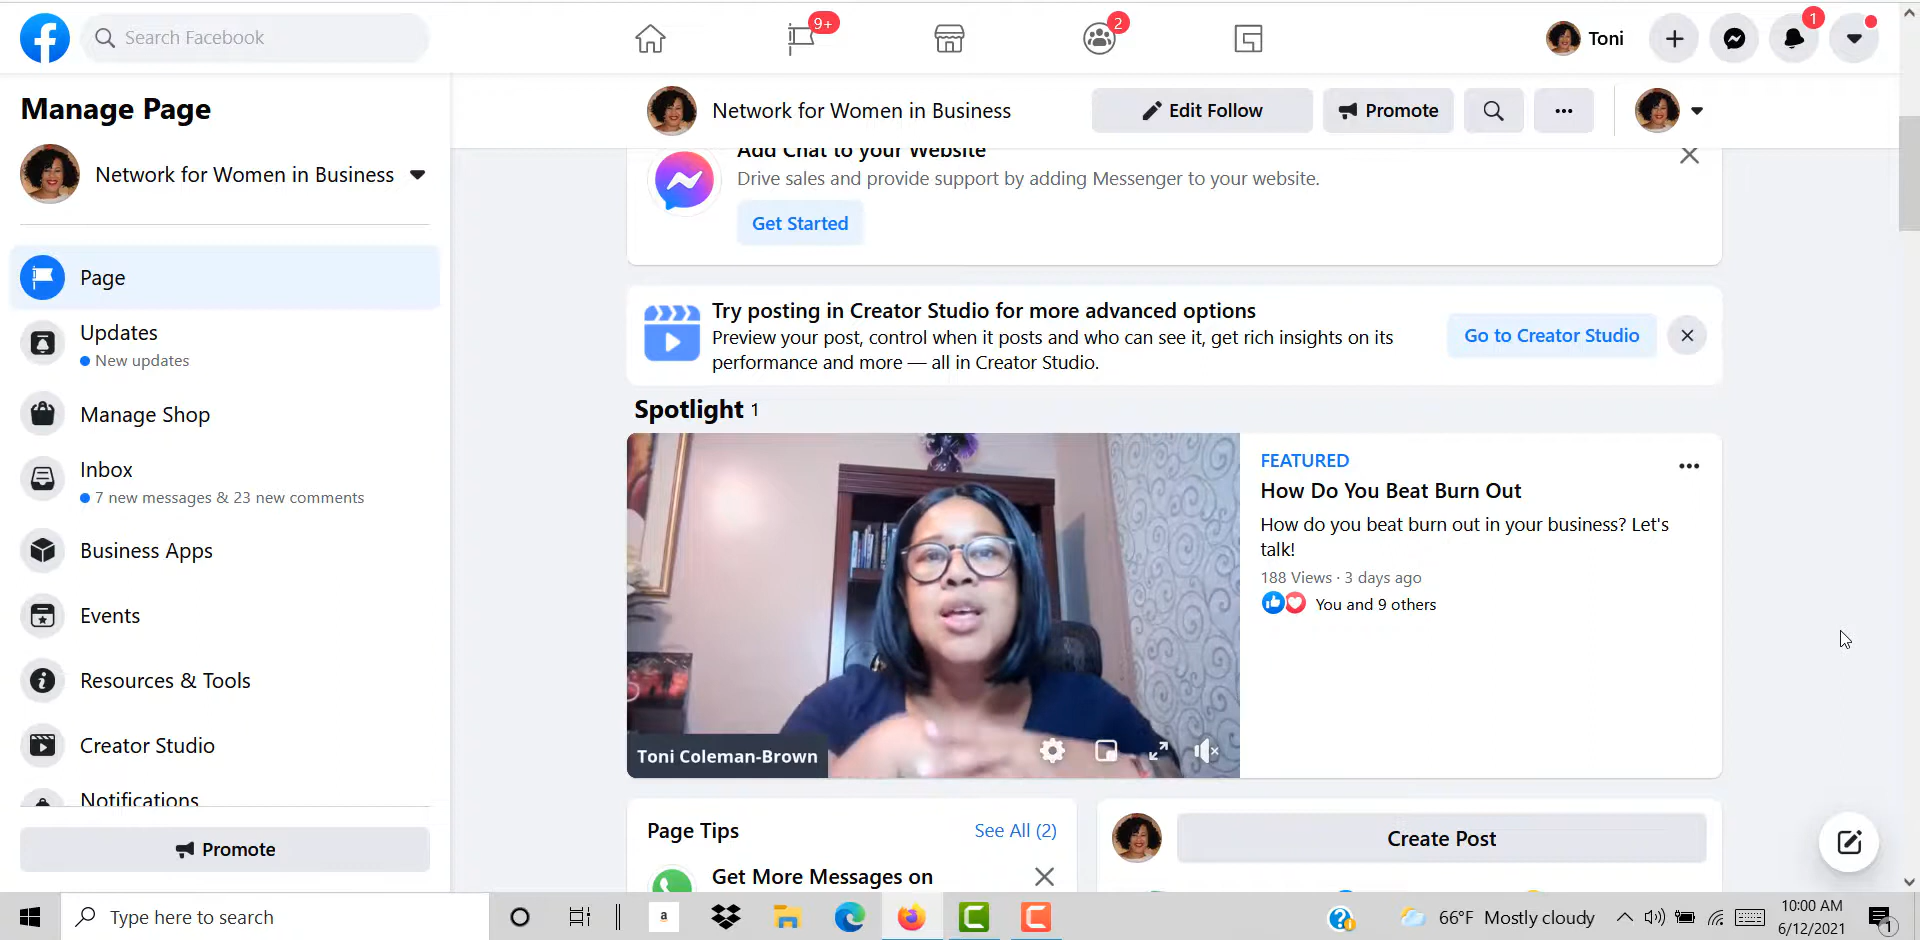 Search Facebook
9+
2
Toni
1
Manage Page
Network for Women in Business
Edit Follow
Promote
Network for Women in Business
Add Chat to your Website
Drive sales and provide support by adding Messenger to your website.
Get Started
Page
Updates
New updates
Manage Shop
Inbox
7 new messages & 23 new comments
Business Apps
Events
Resources & Tools
Creator Studio
Notifications
Promote
Try posting in Creator Studio for more advanced options
Preview your post, control when it posts and who can see it, get rich insights on its
performance and more — all in Creator Studio.
Go to Creator Studio
Spotlight 1
Toni Coleman-Brown
FEATURED
How Do You Beat Burn Out
How do you beat burn out in your business? Let's
talk!
188 Views · 3 days ago
You and 9 others
Page Tips
See All (2)
Get More Messages on
Create Post
Type here to search
a
66°F Mostly cloudy
10:00 AM
6/12/2021
1